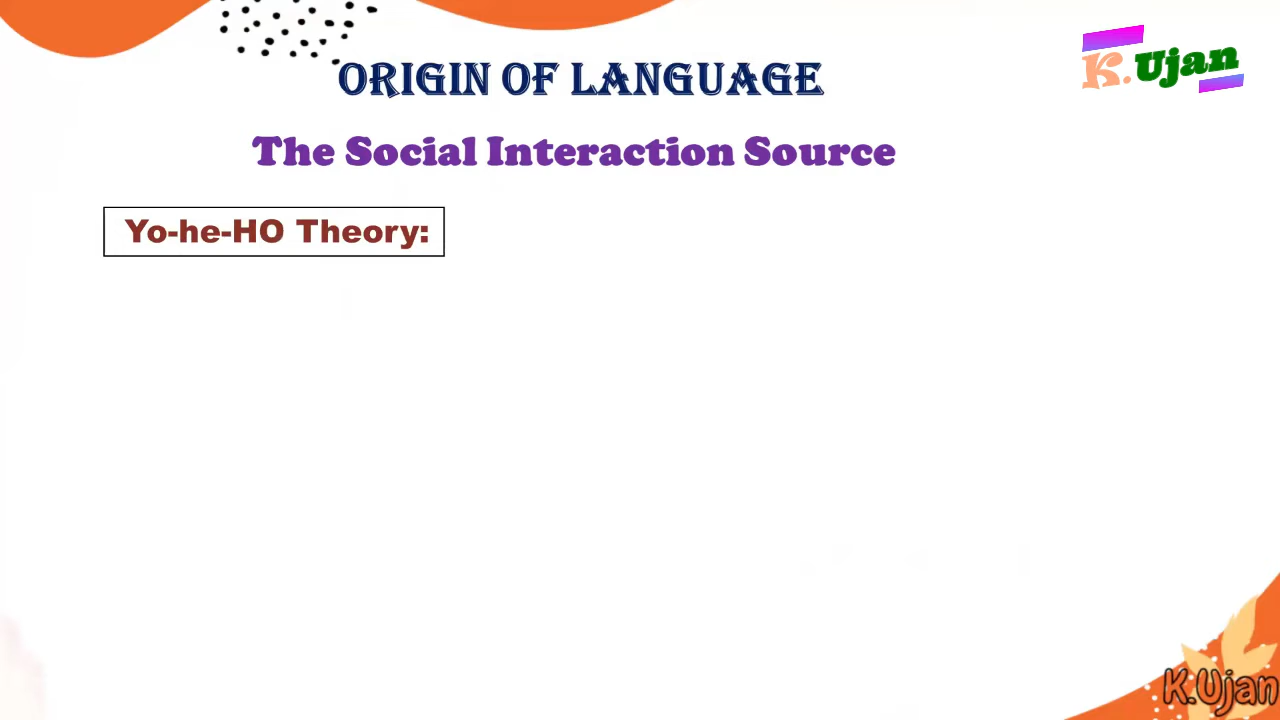 ORIGIN OF LANGUAGE
K.Ujan
The Social Interaction Source
Yo-he-HO Theory:
K.Ujan